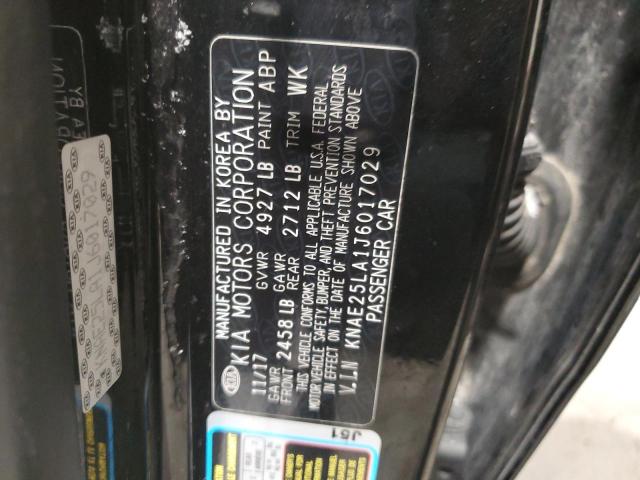 MANUFACTURED IN KOREA BY
KIA MOTORS CORPORATION
11/17 GVWR 4927 LB PAINT ABP
GAWR FRONT 2458 LB GAWR REAR 2712 LB TRIM WK
THIS VEHICLE CONFORMS TO ALL APPLICABLE U.S.A. FEDERAL
MOTOR VEHICLE SAFETY, BUMPER, AND THEFT PREVENTION STANDARDS
IN EFFECT ON THE DATE OF MANUFACTURE SHOWN ABOVE
V.I.N KNAE25LA1J6017029
PASSENGER CAR
KIA
J51